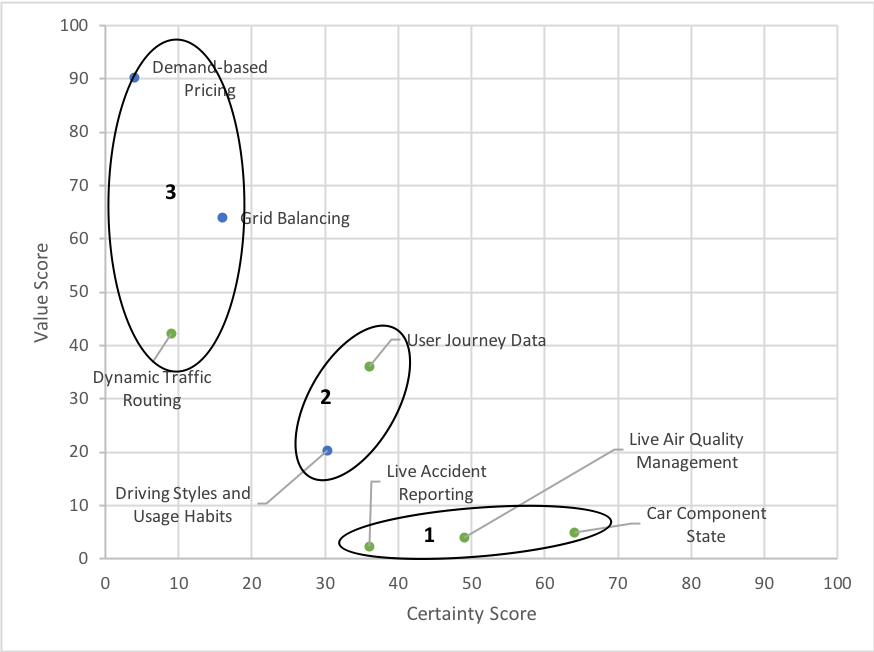 100
90
80
70
60
50
40
30
20
10
0
Value Score
Demand-based
Pricing
3
Grid Balancing
Dynamic Traffic
Routing
User Journey Data
2
Driving Styles and
Usage Habits
Live Accident
Reporting
Live Air Quality
Management
Car Component
State
1
0 10 20 30 40 50 60 70 80 90 100
Certainty Score